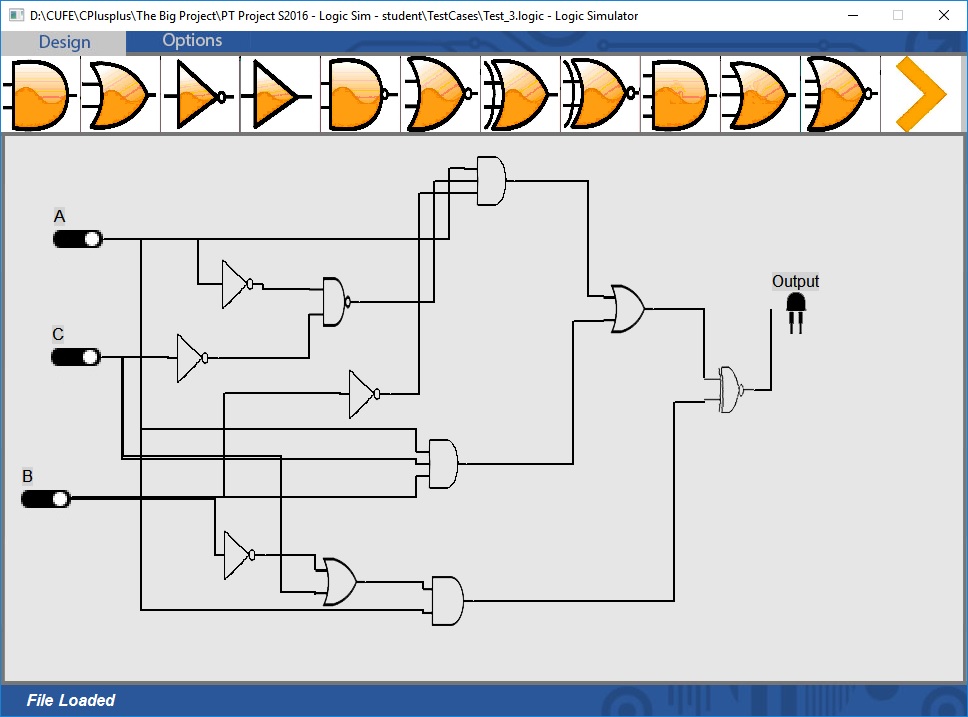 D:\CUFE\CPlusplus\The Big Project\PT Project S2016 - Logic Sim - student\TestCases\Test_3.logic - Logic Simulator
Design Options
A
Output
C
B
File Loaded